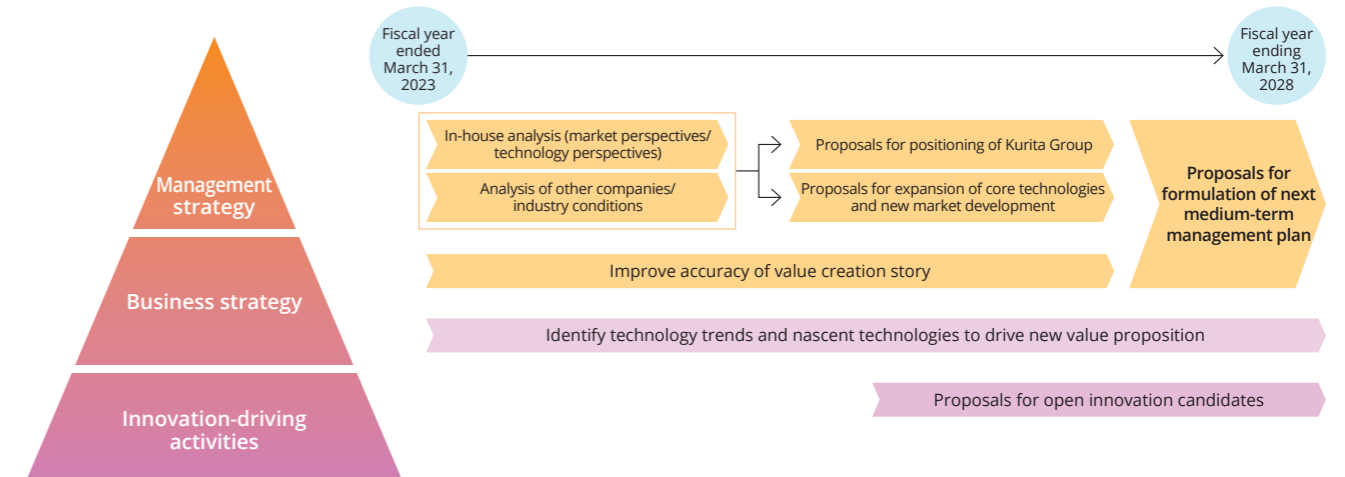 Fiscal year
ended
March 31,
2023
Fiscal year
ending
March 31,
2028
Management
strategy
Business strategy
Innovation-driving
activities
In-house analysis (market perspectives/
technology perspectives)
Analysis of other companies/
industry conditions
Proposals for positioning of Kurita Group
Proposals for expansion of core technologies
and new market development
Proposals for
formulation of next
medium-term
management plan
Improve accuracy of value creation story
Identify technology trends and nascent technologies to drive new value proposition
Proposals for open innovation candidates